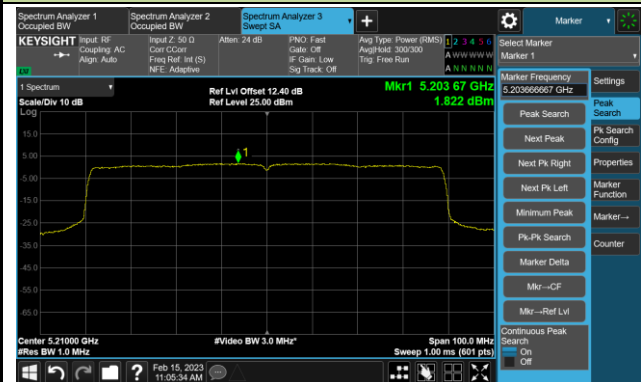 Spectrum Analyzer 1
Occupied BW
Spectrum Analyzer 2
Occupied BW
Spectrum Analyzer 3
Swept SA
+
Marker
KEYSIGHT
Input: RF
Coupling: AC
Align: Auto
Input Z: 50 Ω
Corr CCorr
Freq Ref: Int (S)
NFE: Adaptive
Atten: 24 dB
PNO: Fast
Gate: Off
IF Gain: Low
Sig Track: Off
Avg Type: Power (RMS)
Avg|Hold: 300/300
Trig: Free Run
1 2 3 4 5 6
A W W W W W
A N N N N N
Select Marker
Marker 1
LXI
1 Spectrum
Scale/Div 10 dB
Ref Lvl Offset 12.40 dB
Ref Level 25.00 dBm
Mkr1 5.203 67 GHz
1.822 dBm
Log
15.0
5.00
-5.00
-15.0
-25.0
-35.0
-45.0
-55.0
-65.0
1
Center 5.21000 GHz
#Res BW 1.0 MHz
#Video BW 3.0 MHz*
Span 100.0 MHz
Sweep 1.00 ms (601 pts)
Marker Frequency
5.203666667 GHz
Peak Search
Next Peak
Next Pk Right
Next Pk Left
Minimum Peak
Pk-Pk Search
Marker Delta
Mkr→CF
Mkr→Ref Lvl
Continuous Peak
Search
On
Off
Settings
Peak
Search
Pk Search
Config
Properties
Marker
Function
Marker→
Counter
?
Feb 15, 2023
11:05:34 AM